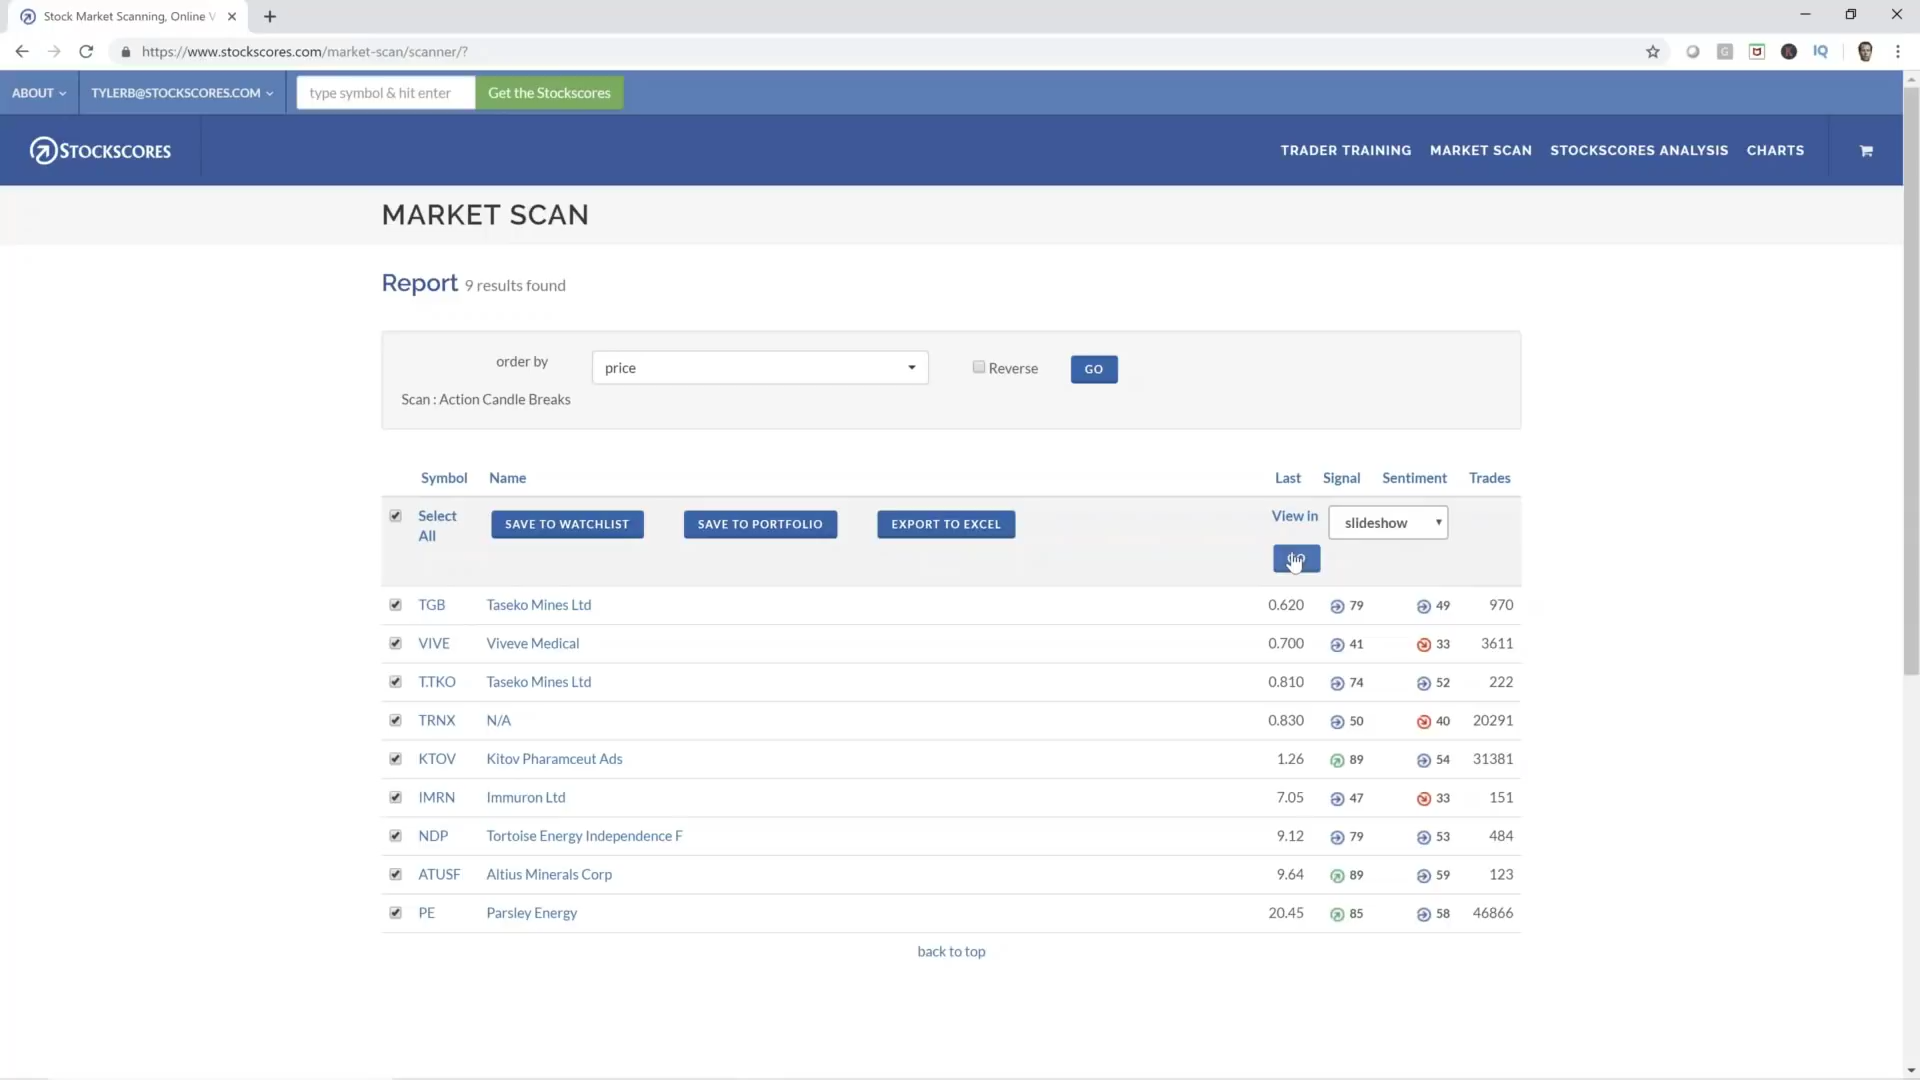 Stock Market Scanning, Online V
https://www.stockscores.com/market-scan/scanner/?
IQ
ABOUT
TYLERB@STOCKSCORES.COM
type symbol & hit enter
Get the Stockscores
STOCKSCORES
TRADER TRAINING
MARKET SCAN
STOCKSCORES ANALYSIS
CHARTS
MARKET SCAN
Report 9 results found
order by
price
Reverse
GO
Scan : Action Candle Breaks
Symbol Name Last Signal Sentiment Trades
Select All
SAVE TO WATCHLIST
SAVE TO PORTFOLIO
EXPORT TO EXCEL
View in
slideshow
TGB Taseko Mines Ltd 0.620 79 49 970
VIVE Viveve Medical 0.700 41 33 3611
T.TKO Taseko Mines Ltd 0.810 74 52 222
TRNX N/A 0.830 50 40 20291
KTOV Kitov Pharamceut Ads 1.26 89 54 31381
IMRN Immuron Ltd 7.05 47 33 151
NDP Tortoise Energy Independence F 9.12 79 53 484
ATUSF Altius Minerals Corp 9.64 89 59 123
PE Parsley Energy 20.45 85 58 46866
back to top